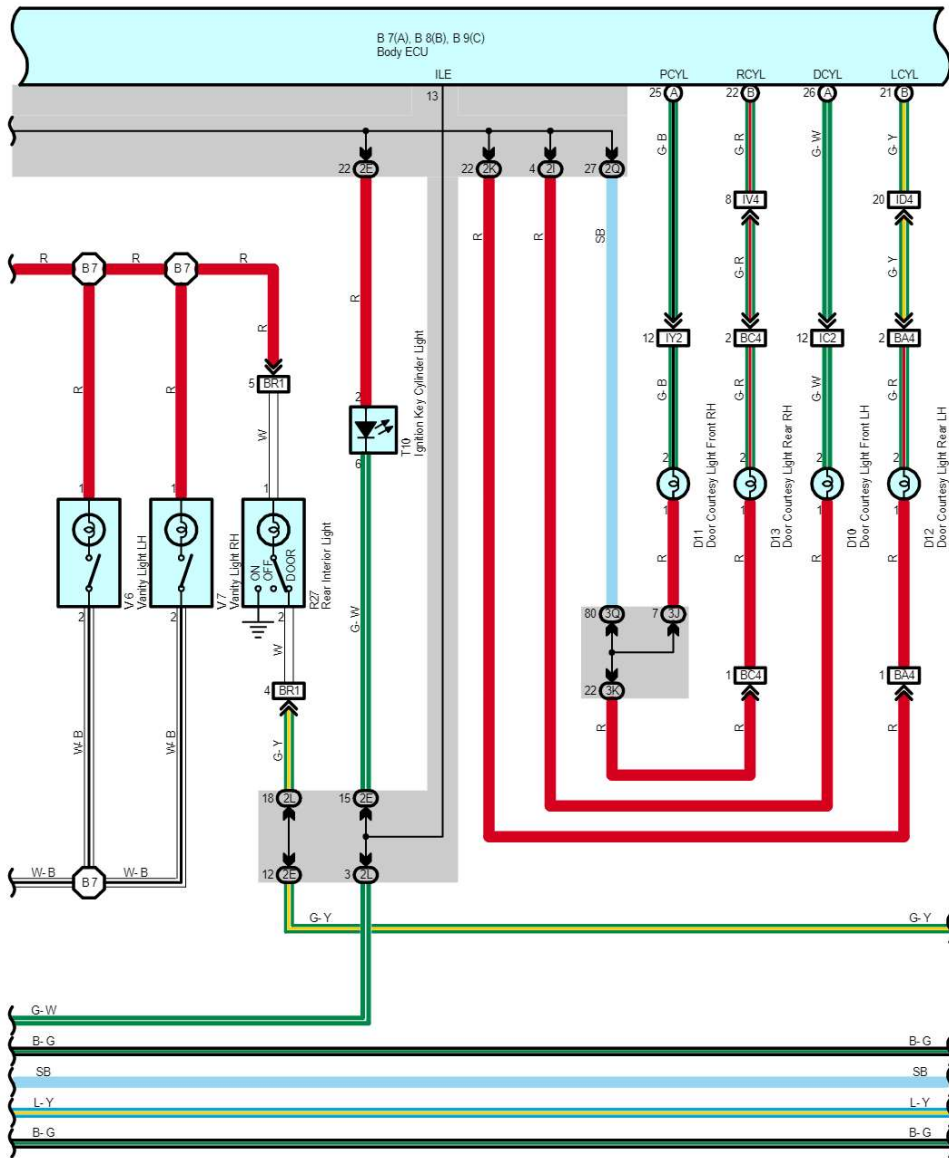 B 7(A), B 8(B), B 9(C)
Body ECU
ILE
PCYL
RCYL
DCYL
LCYL
13
25 A
22 B
26 A
21 B
G- B
G- R
G- W
G- Y
22 2E
22 2K
4 2I
27 2Q
8 IV4
20 ID4
R
R
R
SB
G- R
G- Y
R
B 7
R
B 7
R
R
R
R
R
12 IY2
2 BC4
12 IC2
2 BA4
5 BR1
G- B
G- R
G- W
G- R
W
2
T10
Ignition Key Cylinder Light
6
2
2
2
2
1
1
1
1
1
1
1
D11
Door Courtesy Light Front RH
D13
Door Courtesy Light Rear RH
D10
Door Courtesy Light Front LH
D12
Door Courtesy Light Rear LH
ON
OFF
DOOR
V 6
Vanity Light LH
V 7
Vanity Light RH
R27
Rear Interior Light
2
2
2
R
R
R
R
G- W
W
80 3Q
7 3J
4 BR1
22 3K
1 BC4
1 BA4
W- B
W- B
G- Y
R
R
R
R
18 2L
15 2E
12 2E
3 2L
W- B
B 7
W- B
G- Y
G- Y
G- W
B- G
B- G
SB
SB
L- Y
L- Y
B- G
B- G